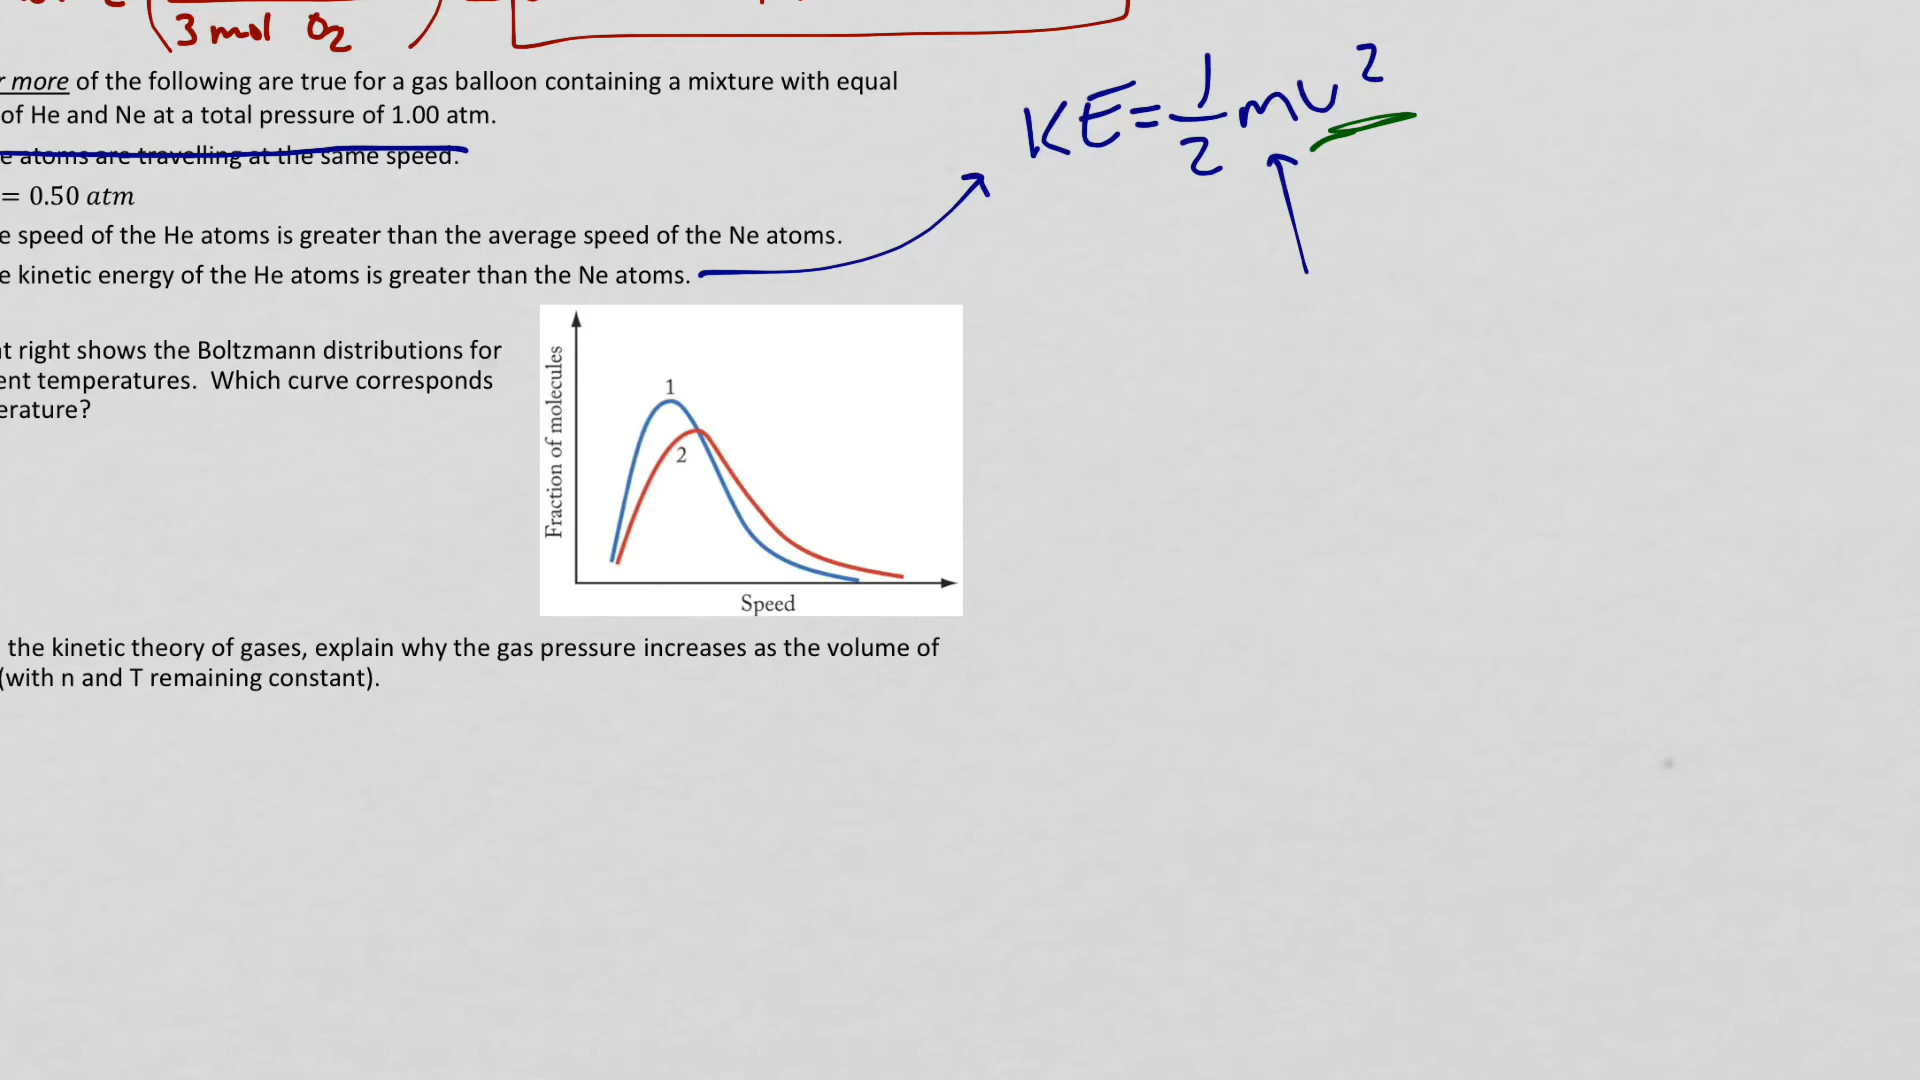 3 mol O2
more of the following are true for a gas balloon containing a mixture with equal
of He and Ne at a total pressure of 1.00 atm.
atoms are travelling at the same speed.
= 0.50 atm
speed of the He atoms is greater than the average speed of the Ne atoms.
kinetic energy of the He atoms is greater than the Ne atoms.
KE=1/2mv2
right shows the Boltzmann distributions for
temperatures. Which curve corresponds
Fraction of molecules
1
2
Speed
the kinetic theory of gases, explain why the gas pressure increases as the volume of
(with n and T remaining constant).